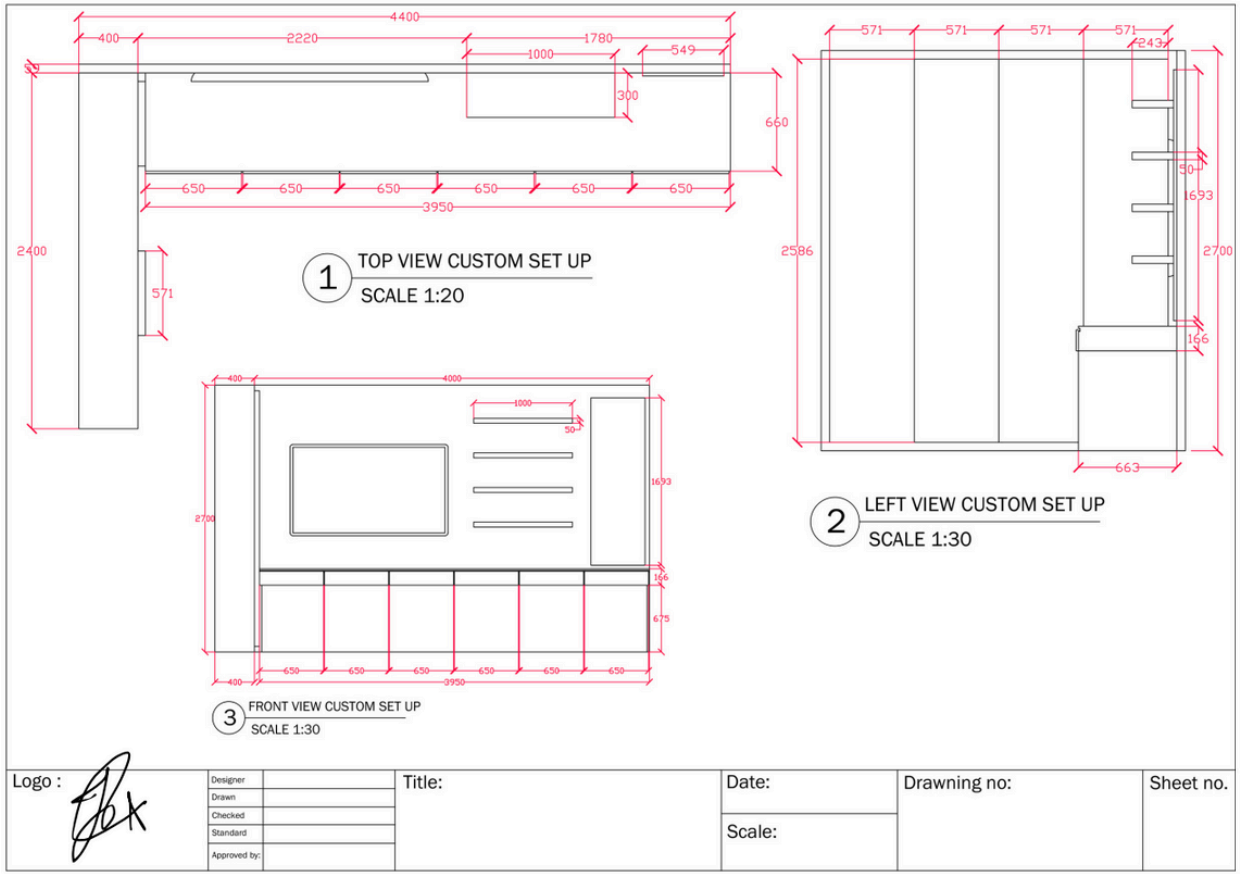 4400
400
2220
1780
1000
549
300
660
650
650
650
650
650
650
3950
2400
571
1
TOP VIEW CUSTOM SET UP
SCALE 1:20
571
571
571
571
243
50
1693
2586
2700
166
663
2
LEFT VIEW CUSTOM SET UP
SCALE 1:30
400
4000
1000
50
1693
2700
166
675
650
650
650
650
650
650
400
3950
3
FRONT VIEW CUSTOM SET UP
SCALE 1:30
Logo :
Designer
Drawn
Checked
Standard
Approved by:
Title:
Date:
Scale:
Drawning no:
Sheet no.